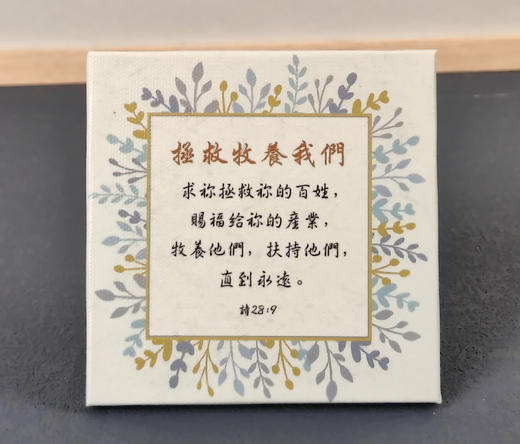 拯救牧養我們
求祢拯救祢的百姓，
賜福給祢的產業，
牧養他們，扶持他們，
直到永遠。
詩28:9